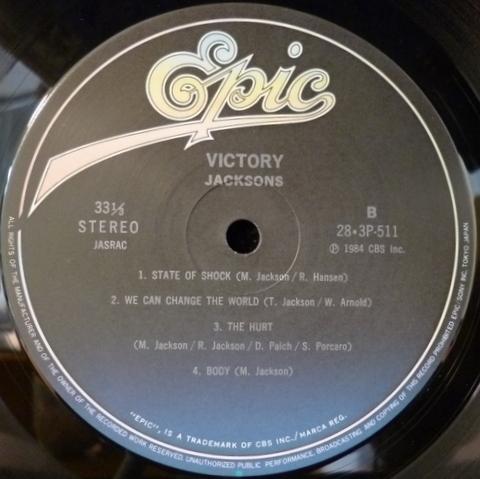 Epic
VICTORY
JACKSONS
33⅓
STEREO
JASRAC
B
28・3P-511
Ⓟ 1984 CBS Inc.
1. STATE OF SHOCK (M. Jackson/R. Hansen)
2. WE CAN CHANGE THE WORLD (T. Jackson/W. Arnold)
3. THE HURT
(M. Jackson/R. Jackson/D. Paich/S. Porcaro)
4. BODY (M. Jackson)
"EPIC", IS A TRADEMARK OF CBS INC./MARCA REG.
ALL RIGHTS OF THE MANUFACTURER AND OF THE OWNER OF THE RECORDED WORK RESERVED. UNAUTHORIZED PUBLIC PERFORMANCE, BROADCASTING AND COPYING OF THIS RECORD PROHIBITED EPIC・SONY INC. TOKYO JAPAN